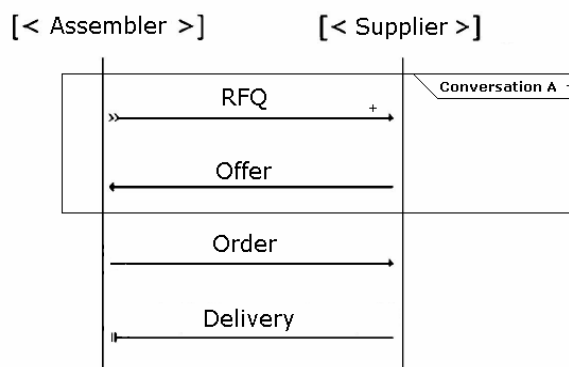 [< Assembler >] [< Supplier >]
Conversation A +
RFQ
+
Offer
Order
Delivery